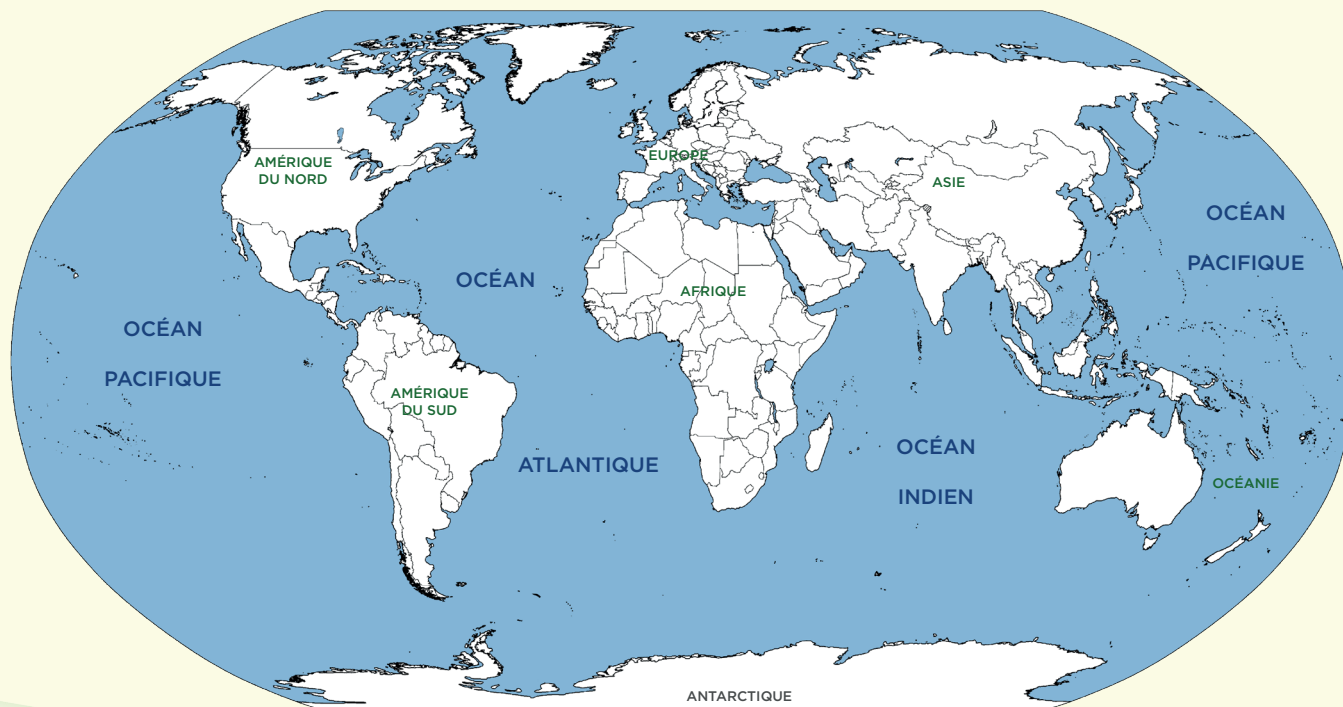 AMÉRIQUE
DU NORD
EUROPE
ASIE
OCÉAN
PACIFIQUE
OCÉAN
AFRIQUE
OCÉAN
PACIFIQUE
AMÉRIQUE
DU SUD
ATLANTIQUE
OCÉAN
INDIEN
OCÉANIE
ANTARCTIQUE